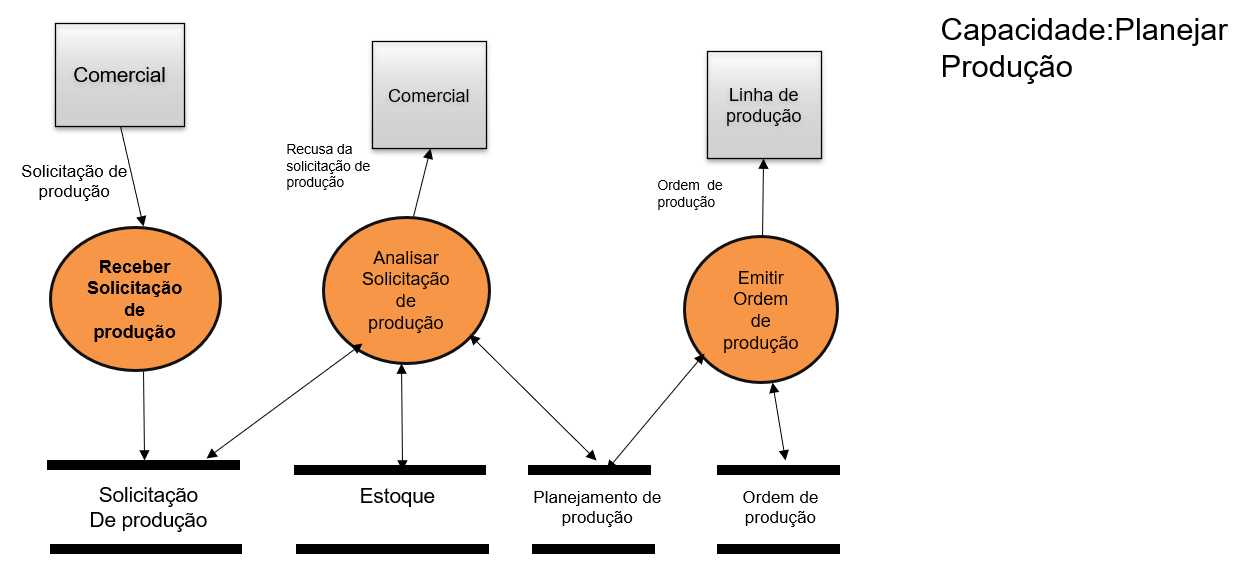 Capacidade:Planejar
Produção
Comercial
Comercial
Linha de
produção
Solicitação de
produção
Recusa da
solicitação de
produção
Ordem de
produção
Receber
Solicitação
de
produção
Analisar
Solicitação
de
produção
Emitir
Ordem
de
produção
Solicitação
De produção
Estoque
Planejamento de
produção
Ordem de
produção